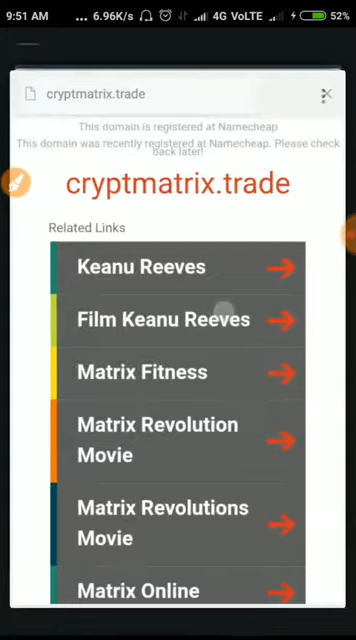 9:51 AM ... 6.96K/s 4G VoLTE 52%
cryptmatrix.trade
This domain is registered at Namecheap
This domain was recently registered at Namecheap. Please check
back later!
cryptmatrix.trade
Related Links
Keanu Reeves
Film Keanu Reeves
Matrix Fitness
Matrix Revolution
Movie
Matrix Revolutions
Movie
Matrix Online